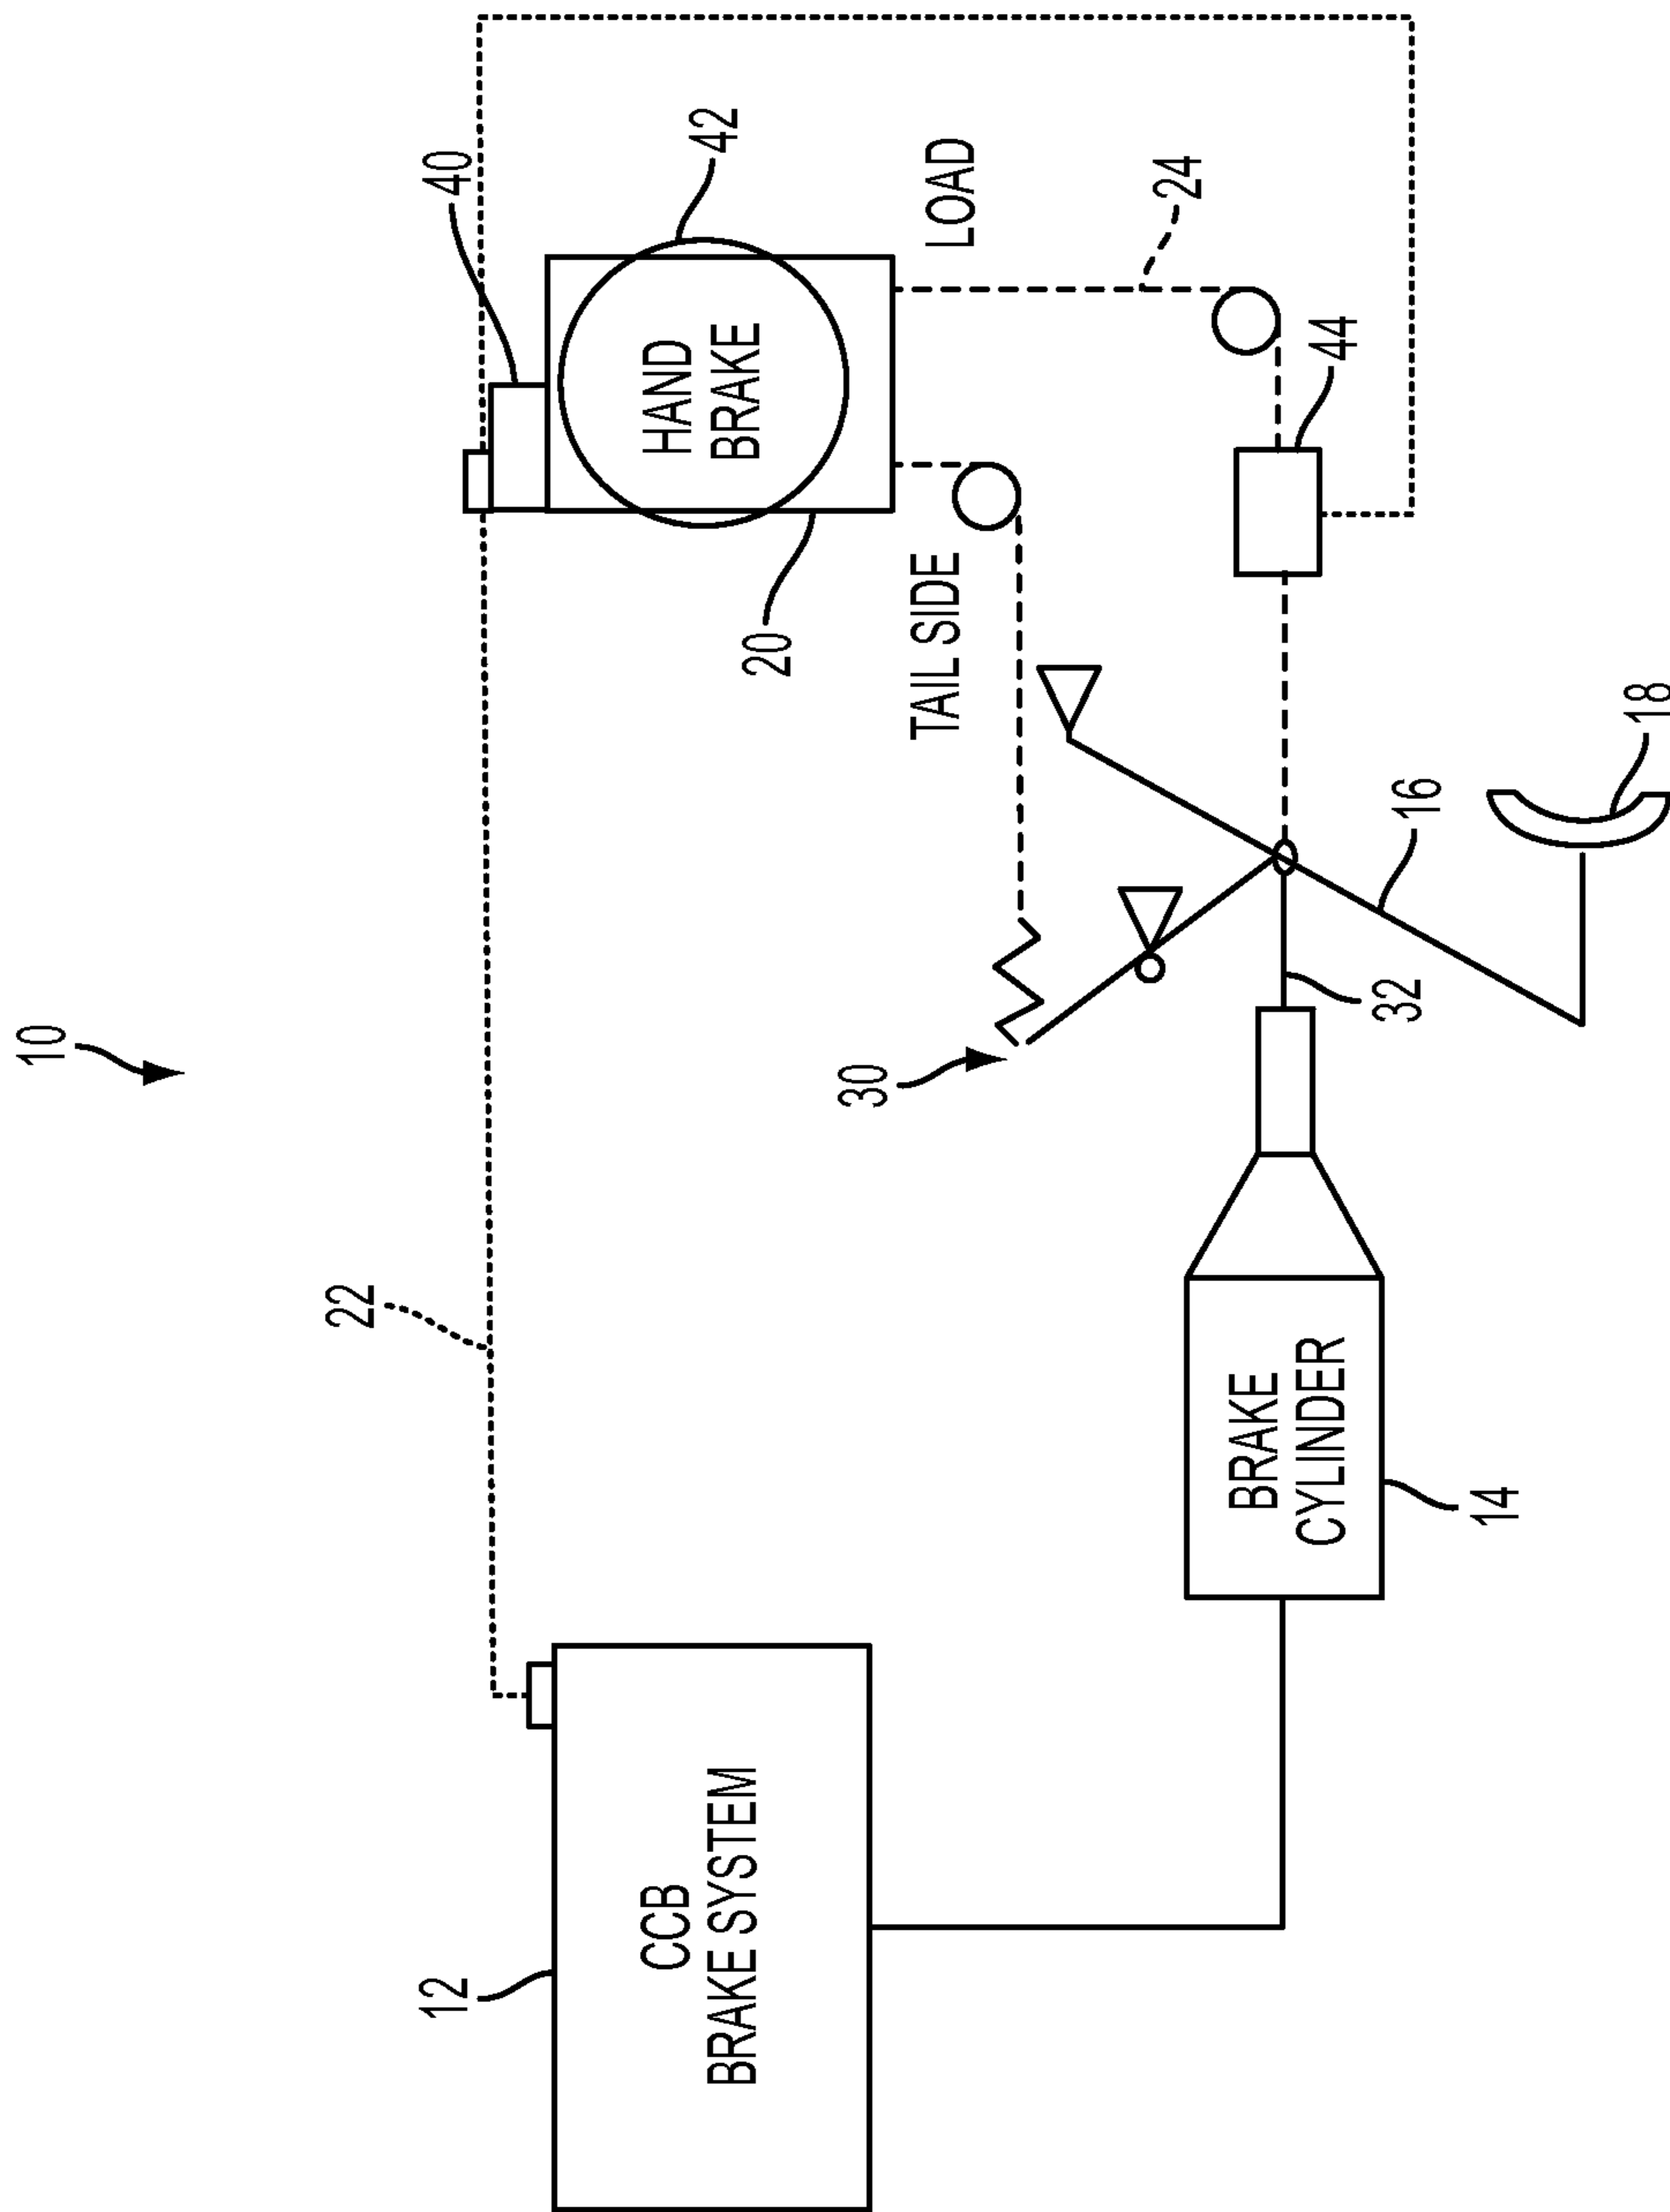 10
40
42
22
HAND
BRAKE
12
CCB
BRAKE SYSTEM
20
LOAD
TAIL SIDE
24
30
44
BRAKE
CYLINDER
32
16
14
18